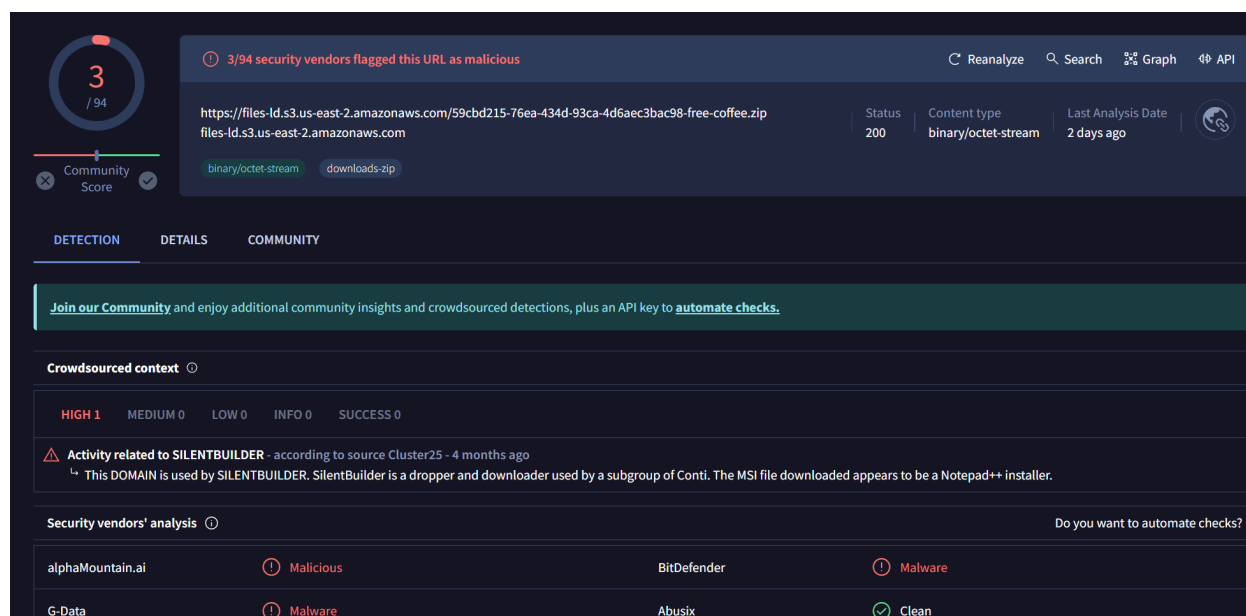 3
/ 94
Community
Score
3/94 security vendors flagged this URL as malicious
Reanalyze Search Graph API
https://files-ld.s3.us-east-2.amazonaws.com/59cbd215-76ea-434d-93ca-4d6aec3bac98-free-coffee.zip
files-ld.s3.us-east-2.amazonaws.com
Status
200
Content type
binary/octet-stream
Last Analysis Date
2 days ago
binary/octet-stream downloads-zip
DETECTION DETAILS COMMUNITY
Join our Community and enjoy additional community insights and crowdsourced detections, plus an API key to automate checks.
Crowdsourced context
HIGH 1 MEDIUM 0 LOW 0 INFO 0 SUCCESS 0
Activity related to SILENTBUILDER - according to source Cluster25 - 4 months ago
This DOMAIN is used by SILENTBUILDER. SilentBuilder is a dropper and downloader used by a subgroup of Conti. The MSI file downloaded appears to be a Notepad++ installer.
Security vendors' analysis Do you want to automate checks?
alphaMountain.ai Malicious BitDefender Malware
G-Data Malware Abusix Clean